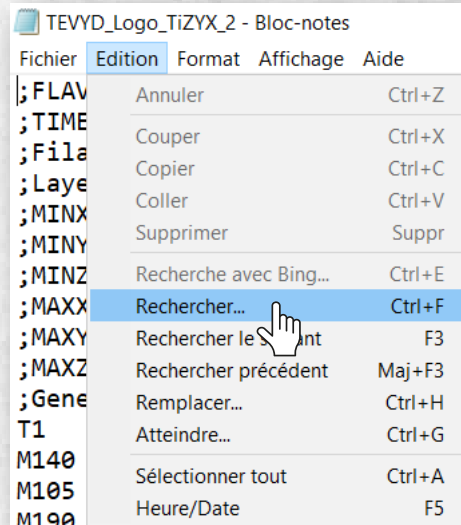 TEVYD_Logo_TiZYX_2 - Bloc-notes
Fichier Edition Format Affichage Aide
;FLAV
;TIME
;Fila
;Laye
;MINX
;MINY
;MINZ
;MAXX
;MAXY
;MAXZ
;Gene
T1
M140
M105
M190
Annuler Ctrl+Z
Couper Ctrl+X
Copier Ctrl+C
Coller Ctrl+V
Supprimer Suppr
Recherche avec Bing... Ctrl+E
Rechercher... Ctrl+F
Rechercher le F3
Rechercher précédent Maj+F3
Remplacer... Ctrl+H
Atteindre... Ctrl+G
Sélectionner tout Ctrl+A
Heure/Date F5